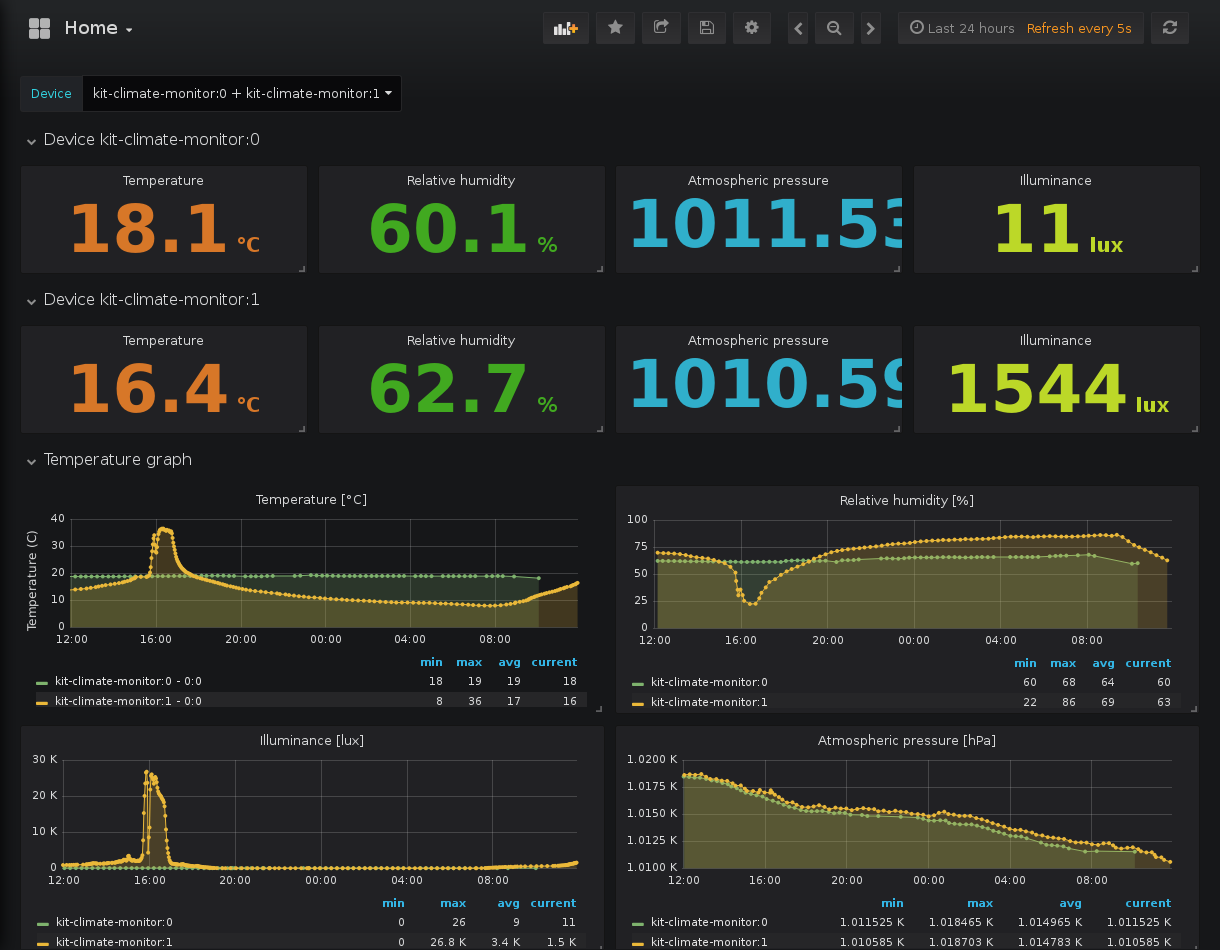 Home
Last 24 hours Refresh every 5s
Device kit-climate-monitor:0 + kit-climate-monitor:1
Device kit-climate-monitor:0
Temperature Relative humidity Atmospheric pressure Illuminance
18.1 °C 60.1 % 1011.53 11 lux
Device kit-climate-monitor:1
Temperature Relative humidity Atmospheric pressure Illuminance
16.4 °C 62.7 % 1010.59 1544 lux
Temperature graph
Temperature [°C]
Temperature (C)
40
30
20
10
0
12:00 16:00 20:00 00:00 04:00 08:00
min max avg current
kit-climate-monitor:0 - 0:0 18 19 19 18
kit-climate-monitor:1 - 0:0 8 36 17 16
Relative humidity [%]
100
75
50
25
0
12:00 16:00 20:00 00:00 04:00 08:00
min max avg current
kit-climate-monitor:0 60 68 64 60
kit-climate-monitor:1 22 86 69 63
Illuminance [lux]
30 K
20 K
10 K
0
12:00 16:00 20:00 00:00 04:00 08:00
min max avg current
kit-climate-monitor:0 0 26 9 11
kit-climate-monitor:1 0 26.8 K 3.4 K 1.5 K
Atmospheric pressure [hPa]
1.0200 K
1.0175 K
1.0150 K
1.0125 K
1.0100 K
12:00 16:00 20:00 00:00 04:00 08:00
min max avg current
kit-climate-monitor:0 1.011525 K 1.018465 K 1.014965 K 1.011525 K
kit-climate-monitor:1 1.010585 K 1.018703 K 1.014783 K 1.010585 K